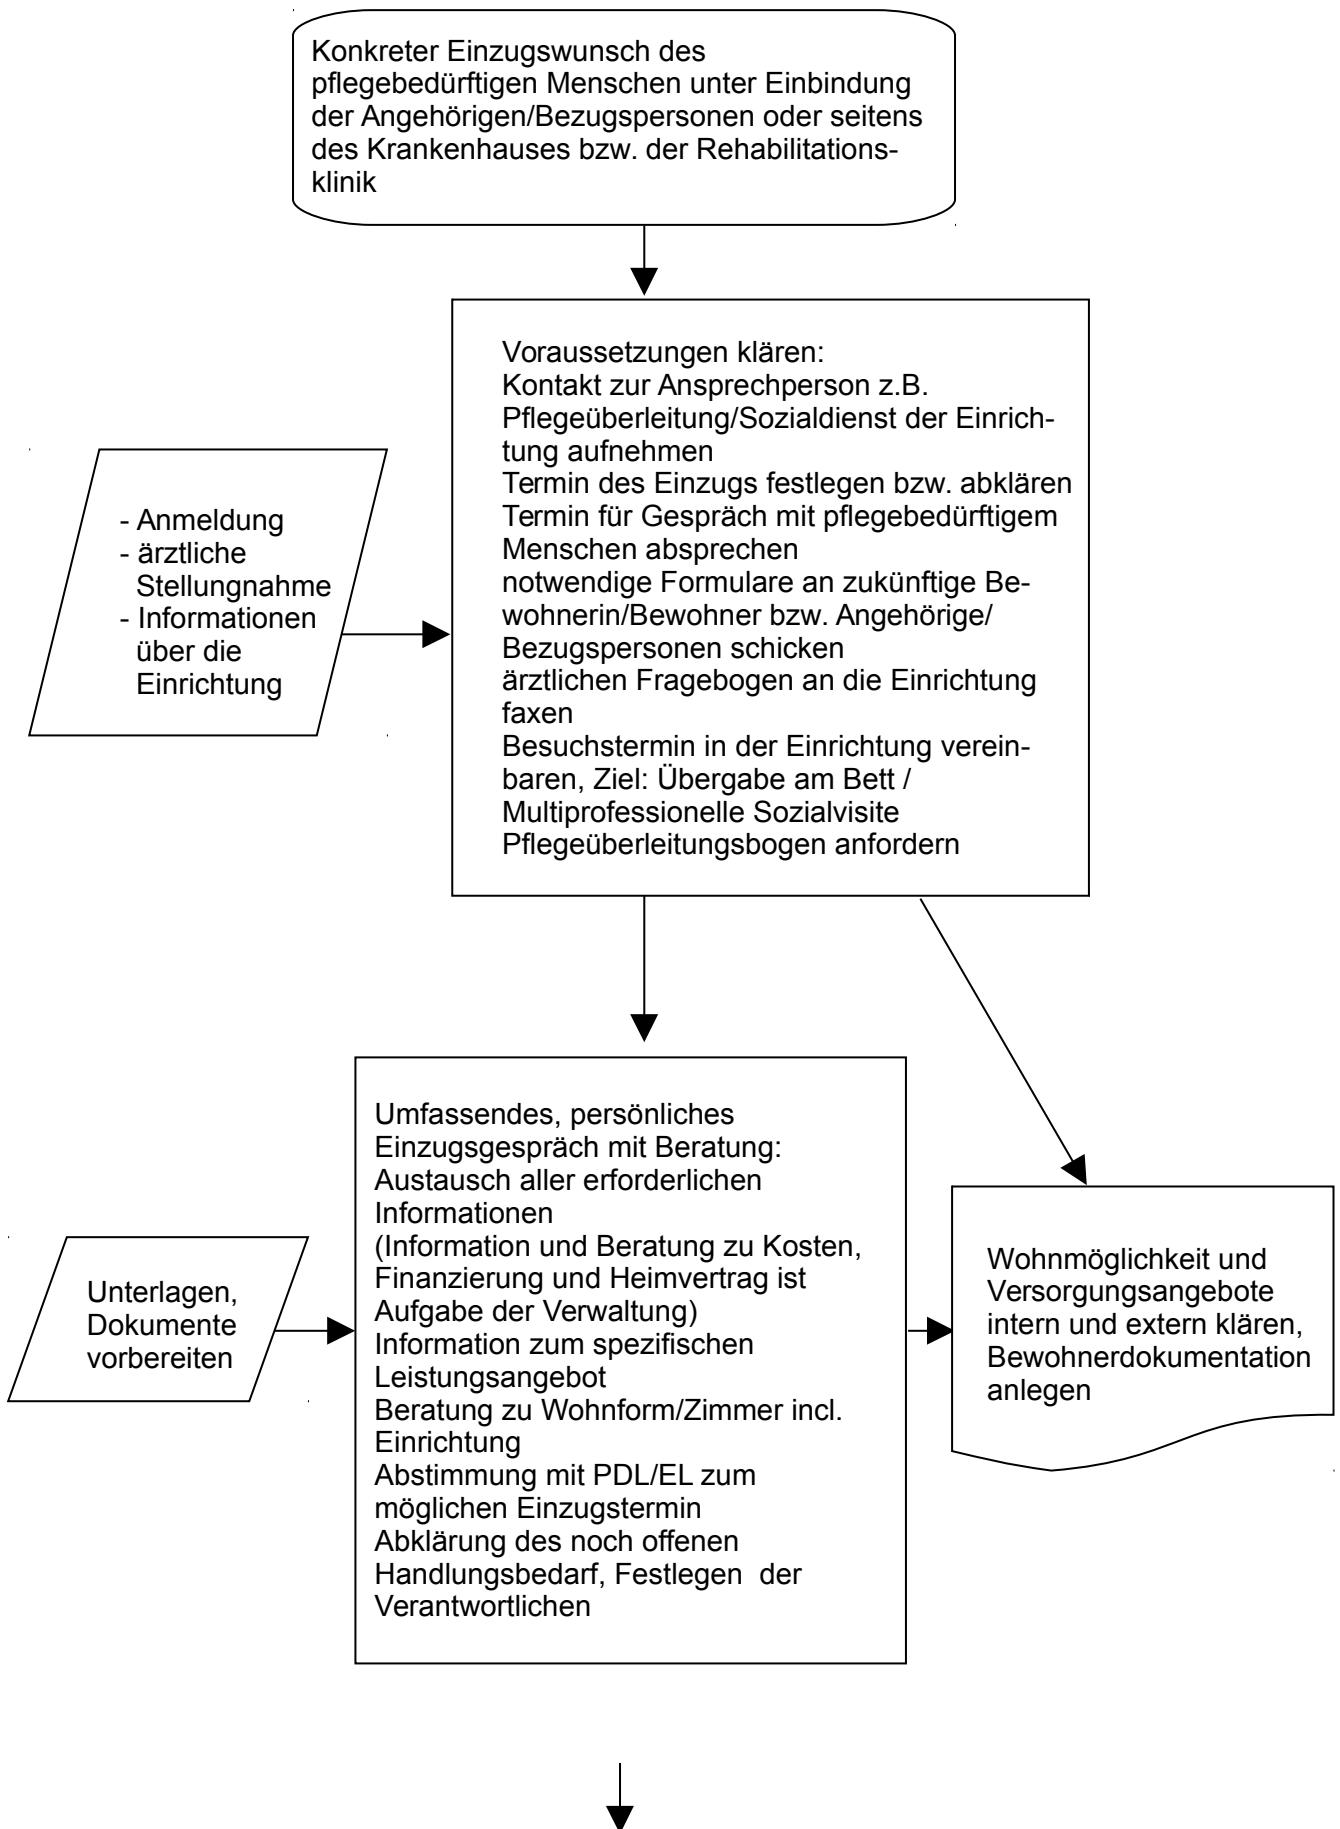 Konkreter Einzugswunsch des
pflegebedürftigen Menschen unter Einbindung
der Angehörigen/Bezugspersonen oder seitens
des Krankenhauses bzw. der Rehabilitations-
klinik
Voraussetzungen klären:
Kontakt zur Ansprechperson z.B.
Pflegeüberleitung/Sozialdienst der Einrich-
tung aufnehmen
Termin des Einzugs festlegen bzw. abklären
Termin für Gespräch mit pflegebedürftigem
Menschen absprechen
notwendige Formulare an zukünftige Be-
wohnerin/Bewohner bzw. Angehörige/
Bezugspersonen schicken
ärztlichen Fragebogen an die Einrichtung
faxen
Besuchstermin in der Einrichtung verein-
baren, Ziel: Übergabe am Bett /
Multiprofessionelle Sozialvisite
Pflegeüberleitungsbogen anfordern
- Anmeldung
- ärztliche
Stellungnahme
- Informationen
über die
Einrichtung
Umfassendes, persönliches
Einzugsgespräch mit Beratung:
Austausch aller erforderlichen
Informationen
(Information und Beratung zu Kosten,
Finanzierung und Heimvertrag ist
Aufgabe der Verwaltung)
Information zum spezifischen
Leistungsangebot
Beratung zu Wohnform/Zimmer incl.
Einrichtung
Abstimmung mit PDL/EL zum
möglichen Einzugstermin
Abklärung des noch offenen
Handlungsbedarf, Festlegen der
Verantwortlichen
Unterlagen,
Dokumente
vorbereiten
Wohnmöglichkeit und
Versorgungsangebote
intern und extern klären,
Bewohnerdokumentation
anlegen